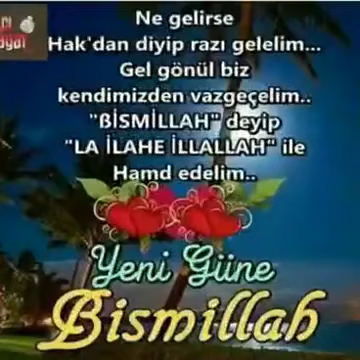 Ne gelirse
Hak'dan diyip razı gelelim...
Gel gönül biz
kendimizden vazgeçelim..
"BİSMİLLAH" deyip
"LA İLAHE İLLALLAH" ile
Hamd edelim..
Yeni Güne
Bismillah